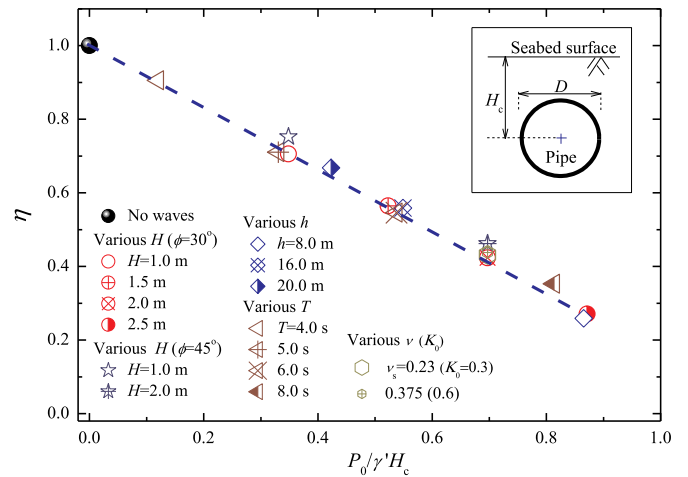 1.0
0.8
0.6
0.4
0.2
0.0
η
0.0 0.2 0.4 0.6 0.8 1.0
P₀/γ'H_c
Seabed surface
H_c
D
Pipe
No waves
Various H (ϕ=30°)
H=1.0 m
1.5 m
2.0 m
2.5 m
Various H (ϕ=45°)
H=1.0 m
H=2.0 m
Various h
h=8.0 m
16.0 m
20.0 m
Various T
T=4.0 s
5.0 s
6.0 s
8.0 s
Various ν (K₀)
νₛ=0.23 (K₀=0.3)
0.375 (0.6)